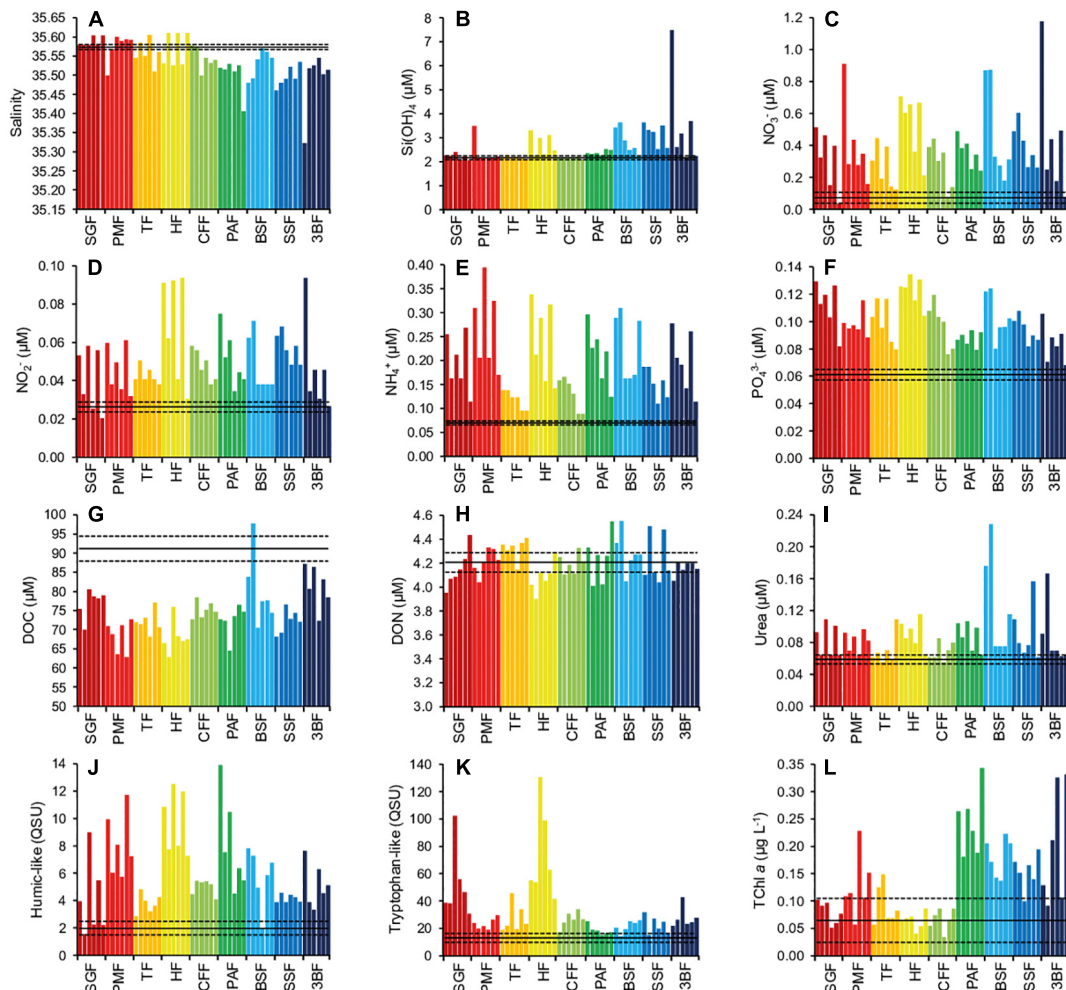 A
Salinity
35.65
35.60
35.55
35.50
35.45
35.40
35.35
35.30
35.25
35.20
35.15
SGF PMF TF HF CFF PAF BSF SSF 3BF
B
Si(OH)4 (µM)
8
7
6
5
4
3
2
1
0
SGF PMF TF HF CFF PAF BSF SSF 3BF
C
NO3- (µM)
1.2
1.0
0.8
0.6
0.4
0.2
0.0
SGF PMF TF HF CFF PAF BSF SSF 3BF
D
NO2- (µM)
0.10
0.08
0.06
0.04
0.02
0.00
SGF PMF TF HF CFF PAF BSF SSF 3BF
E
NH4+ (µM)
0.40
0.35
0.30
0.25
0.20
0.15
0.10
0.05
0.00
SGF PMF TF HF CFF PAF BSF SSF 3BF
F
PO43- (µM)
0.14
0.12
0.10
0.08
0.06
0.04
0.02
0.00
SGF PMF TF HF CFF PAF BSF SSF 3BF
G
DOC (µM)
100
95
90
85
80
75
70
65
60
55
50
SGF PMF TF HF CFF PAF BSF SSF 3BF
H
DON (µM)
4.6
4.4
4.2
4.0
3.8
3.6
3.4
3.2
3.0
SGF PMF TF HF CFF PAF BSF SSF 3BF
I
Urea (µM)
0.24
0.20
0.16
0.12
0.08
0.04
0.00
SGF PMF TF HF CFF PAF BSF SSF 3BF
J
Humic-like (QSU)
14
12
10
8
6
4
2
0
SGF PMF TF HF CFF PAF BSF SSF 3BF
K
Tryptophan-like (QSU)
140
120
100
80
60
40
20
0
SGF PMF TF HF CFF PAF BSF SSF 3BF
L
TChl a (µg L-1)
0.35
0.30
0.25
0.20
0.15
0.10
0.05
0.00
SGF PMF TF HF CFF PAF BSF SSF 3BF